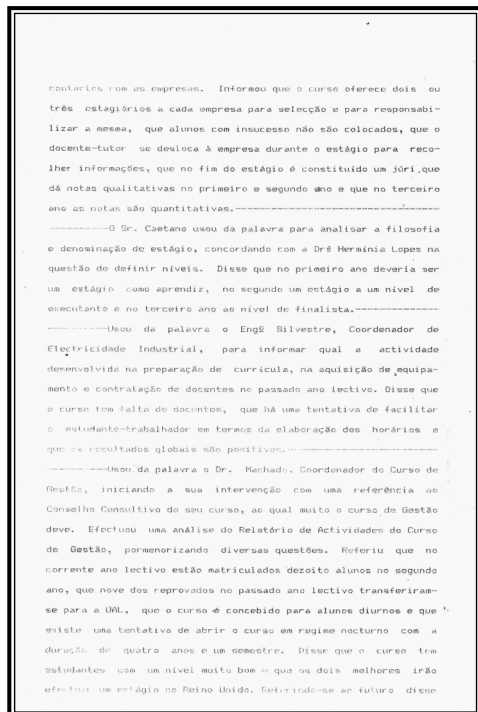 contactos com as empresas. Informou que o curso oferece dois ou
três estagiários a cada empresa para selecção e para responsabi-
lizar a mesma, que alunos com insucesso não são colocados, que o
docente-tutor se desloca à empresa durante o estágio para reco-
lher informações, que no fim do estágio é constituido um júri que
dá notas qualitativas no primeiro e segundo ano e que no terceiro
ano as notas são quantitativas.------------------------------
----------O Sr. Caetano usou da palavra para analisar a filosofia
e denominação de estágio, concordando com a Drª Hermínia Lopes na
questão de definir níveis. Disse que no primeiro ano deveria ser
um estágio como aprendiz, no segundo um estágio a um nível de
executante e no terceiro ano ao nível de finalista.-------------
----------Usou da palavra o Engº Silvestre, Coordenador de
Electricidade Industrial, para informar qual a actividade
desenvolvida na preparação de currícula, na aquisição de equipa-
mento e contratação de docentes no passado ano lectivo. Disse que
o curso tem falta de docentes, que há uma tentativa de facilitar
o estudante-trabalhador em termos da elaboração dos horários e
que os resultados globais são positivos.----------------------
----------Usou da palavra o Dr. Machado, Coordenador do Curso de
Gestão, iniciando a sua intervenção com uma referência ao
Conselho Consultivo do seu curso, ao qual muito o curso de Gestão
deve. Efectuou uma análise do Relatório de Actividades do Curso
de Gestão, pormenorizando diversas questões. Referiu que no
corrente ano lectivo estão matriculados dezoito alunos no segundo
ano, que nove dos reprovados no passado ano lectivo transferiram-
se para a UAL, que o curso é concebido para alunos diurnos e que
existe uma tentativa de abrir o curso em regime nocturno com a
duração de quatro anos e um semestre. Disse que o curso tem
estudantes com um nível muito bom e que os dois melhores irão
efectuar um estágio no Reino Unido. Referindo-se ao futuro disse